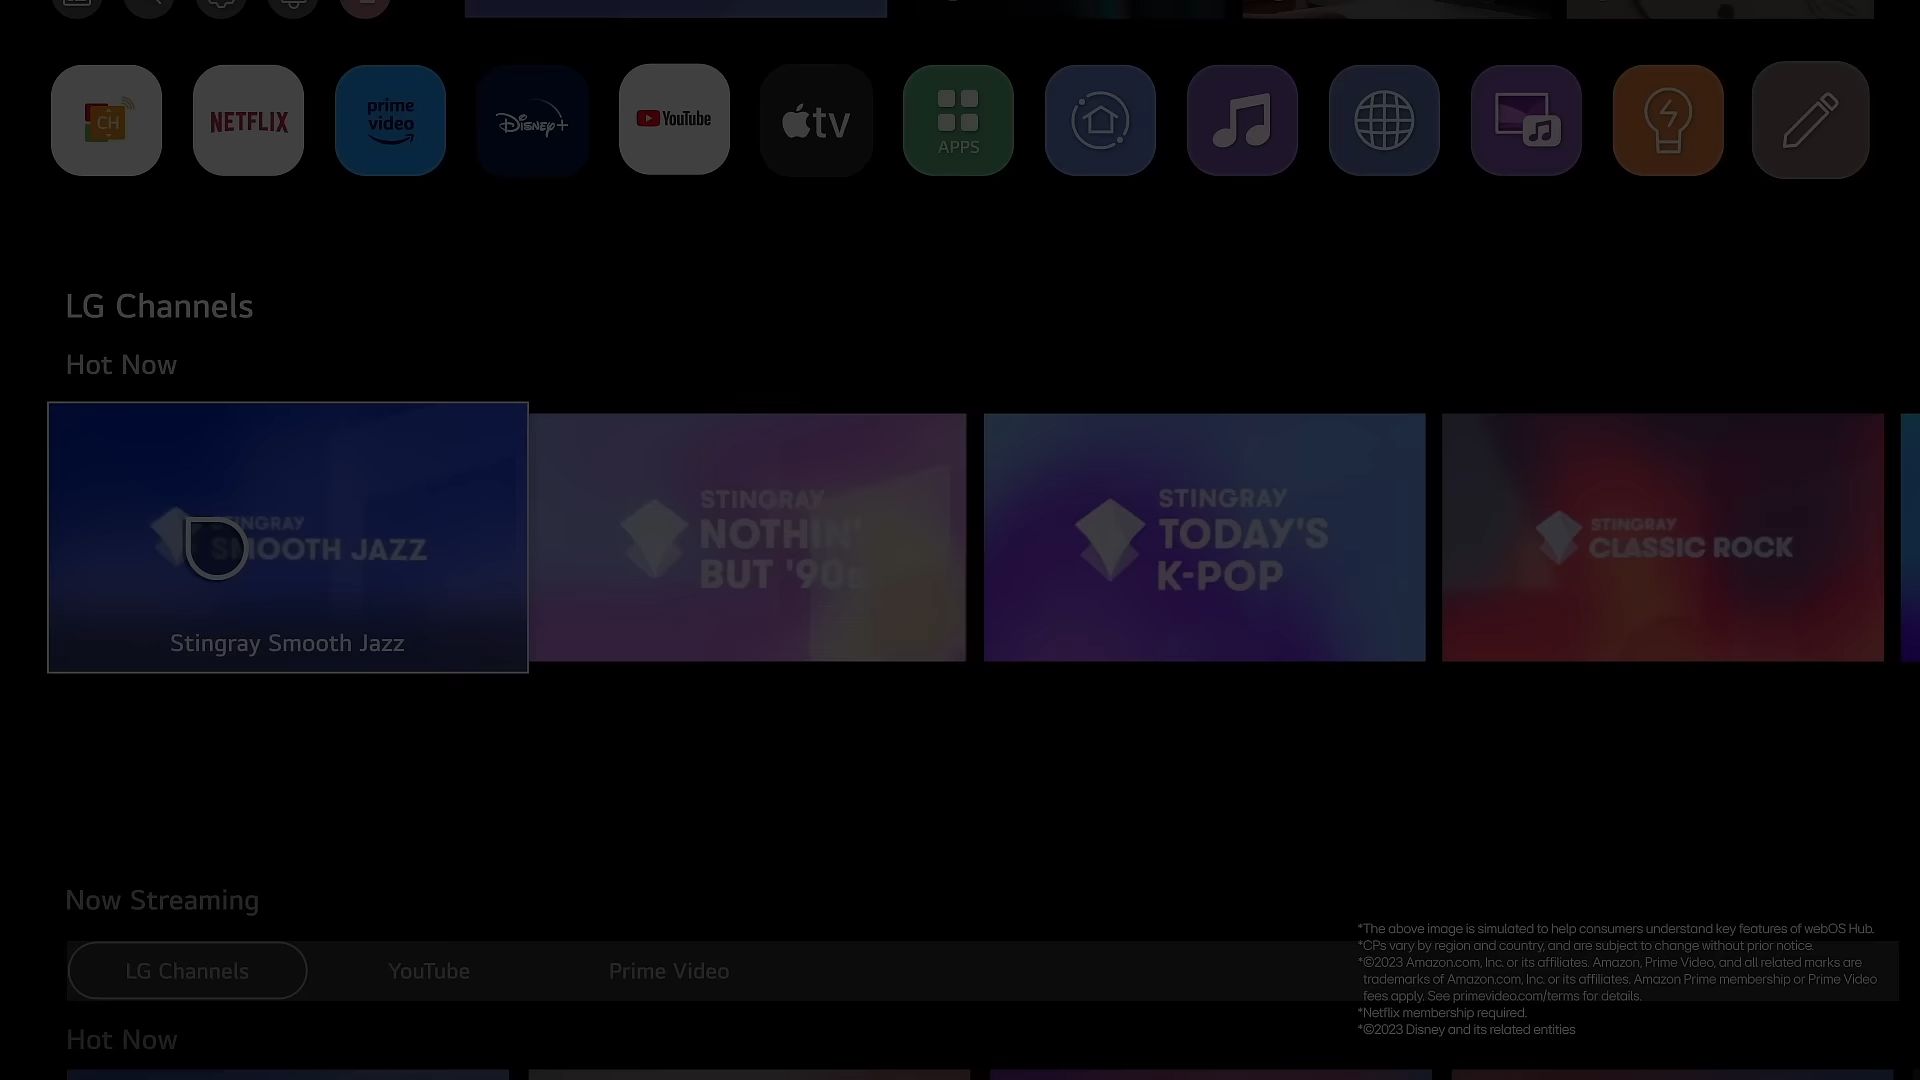 CH
NETFLIX
prime
video
Disney+
YouTube
tv
APPS
LG Channels
Hot Now
STINGRAY
SMOOTH JAZZ
Stingray Smooth Jazz
STINGRAY
NOTHIN'
BUT '90s
STINGRAY
TODAY'S
K-POP
STINGRAY
CLASSIC ROCK
Now Streaming
LG Channels
YouTube
Prime Video
Hot Now
*The above image is simulated to help consumers understand key features of webOS Hub.
*CPs vary by region and country, and are subject to change without prior notice.
*©2023 Amazon.com, Inc. or its affiliates. Amazon, Prime Video, and all related marks are
trademarks of Amazon.com, Inc. or its affiliates. Amazon Prime membership or Prime Video
fees apply. See primevideo.com/terms for details.
*Netflix membership required.
*©2023 Disney and its related entities